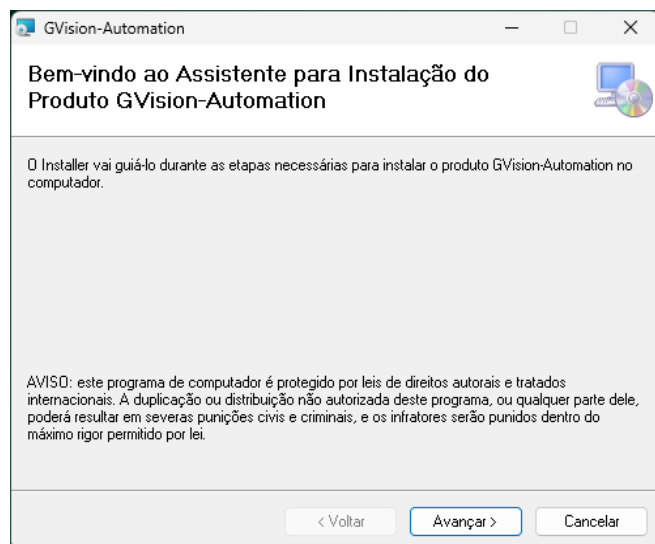 GVision-Automation
Bem-vindo ao Assistente para Instalação do
Produto GVision-Automation
O Installer vai guiá-lo durante as etapas necessárias para instalar o produto GVision-Automation no
computador.
AVISO: este programa de computador é protegido por leis de direitos autorais e tratados
internacionais. A duplicação ou distribuição não autorizada deste programa, ou qualquer parte dele,
poderá resultar em severas punições civis e criminais, e os infratores serão punidos dentro do
máximo rigor permitido por lei.
< Voltar
Avançar >
Cancelar